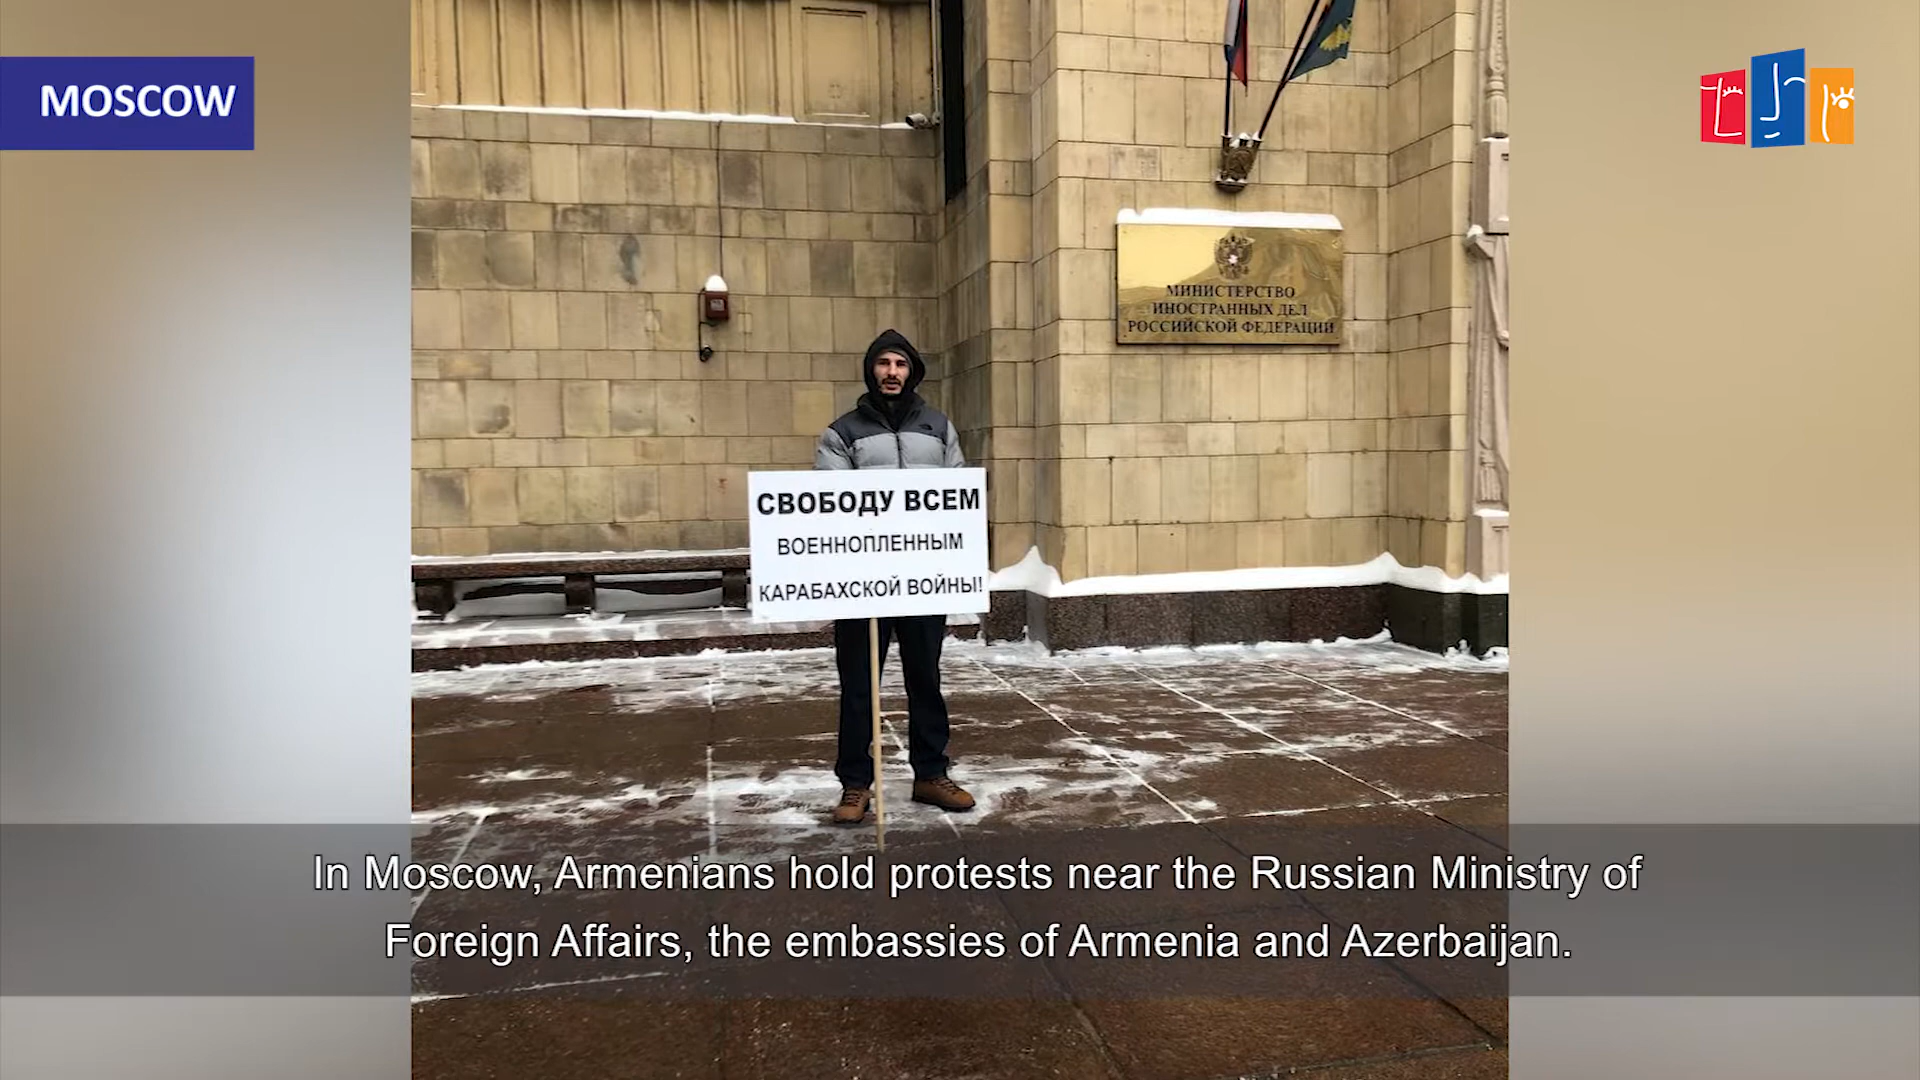 MOSCOW
МИНИСТЕРСТВО
ИНОСТРАННЫХ ДЕЛ
РОССИЙСКОЙ ФЕДЕРАЦИИ
СВОБОДУ ВСЕМ
ВОЕННОПЛЕННЫМ
КАРАБАХСКОЙ ВОЙНЫ!
In Moscow, Armenians hold protests near the Russian Ministry of
Foreign Affairs, the embassies of Armenia and Azerbaijan.